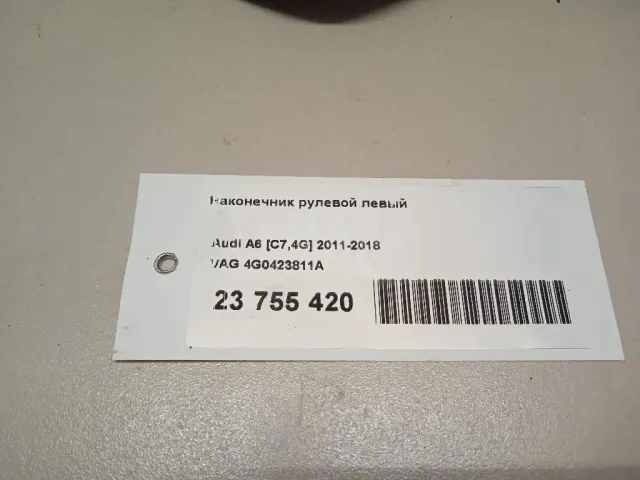 Наконечник рулевой левый
Audi A6 [C7,4G] 2011-2018
VAG 4G0423811A
23 755 420